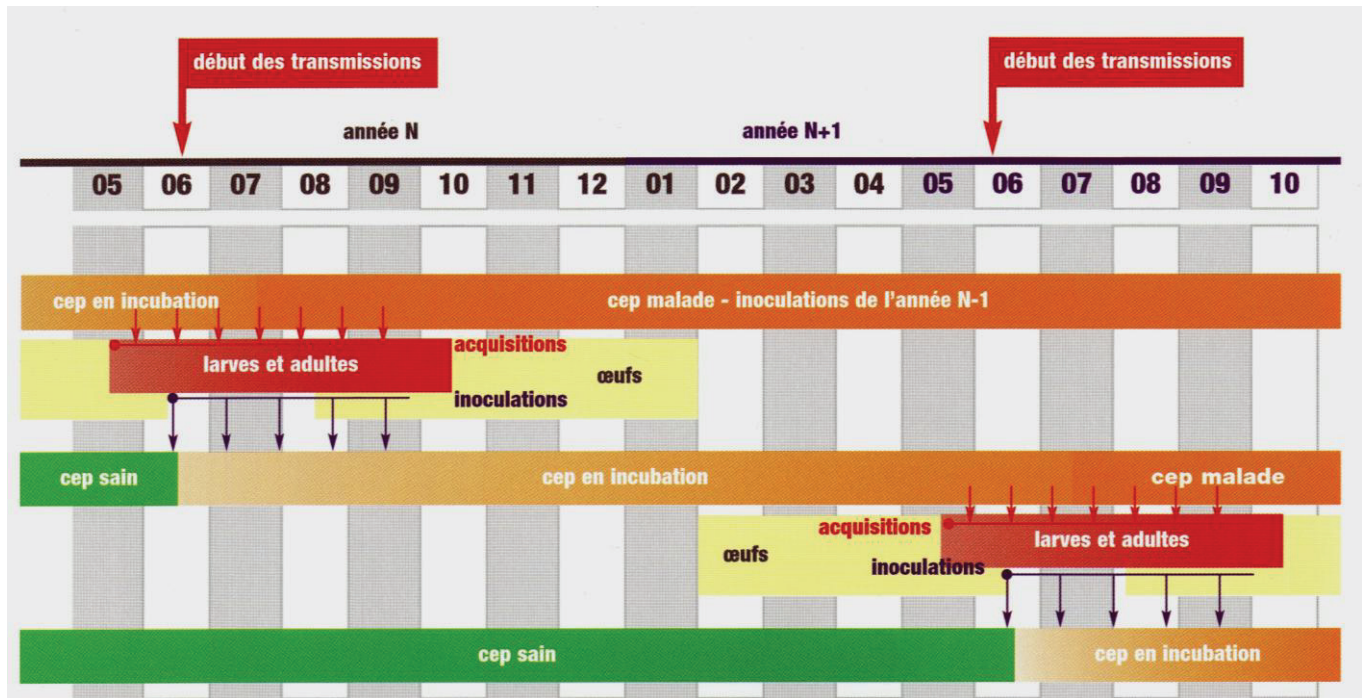 début des transmissions
début des transmissions
année N
année N+1
05 06 07 08 09 10 11 12 01 02 03 04 05 06 07 08 09 10
cep en incubation
cep malade - inoculations de l'année N-1
acquisitions
larves et adultes
œufs
inoculations
cep sain
cep en incubation
cep malade
acquisitions
larves et adultes
œufs
inoculations
cep sain
cep en incubation